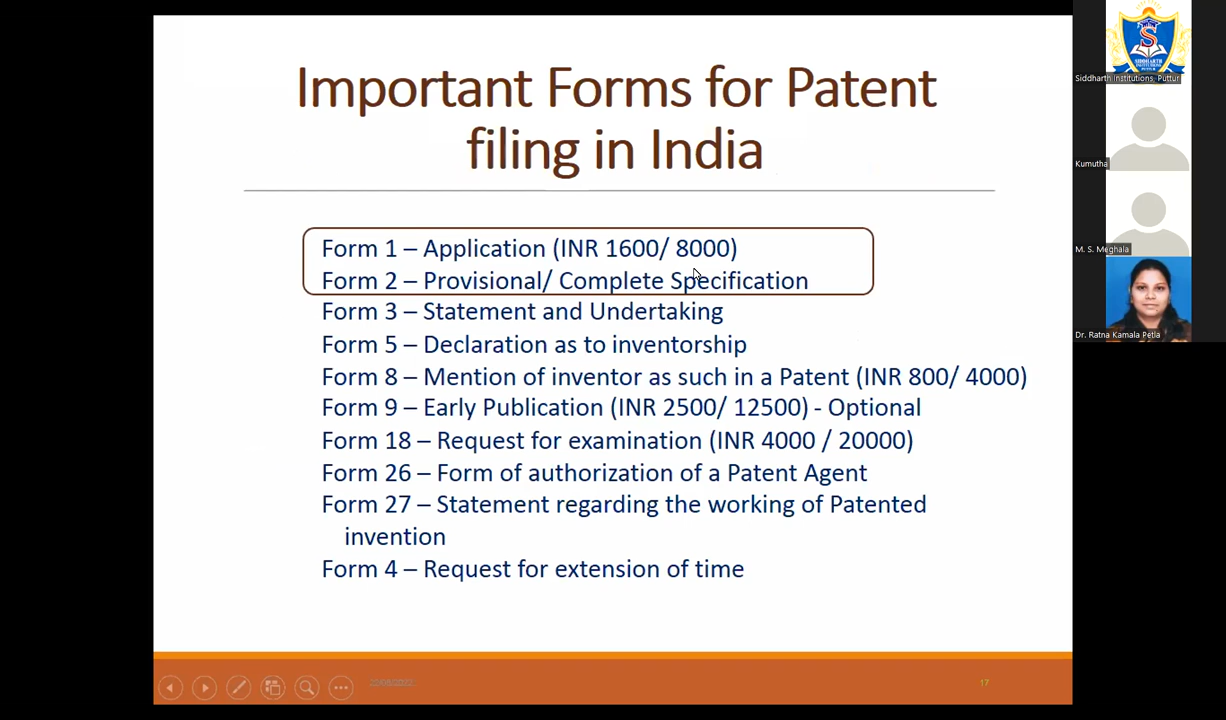 Important Forms for Patent
filing in India
Form 1 – Application (INR 1600/ 8000)
Form 2 – Provisional/ Complete Specification
Form 3 – Statement and Undertaking
Form 5 – Declaration as to inventorship
Form 8 – Mention of inventor as such in a Patent (INR 800/ 4000)
Form 9 – Early Publication (INR 2500/ 12500) - Optional
Form 18 – Request for examination (INR 4000 / 20000)
Form 26 – Form of authorization of a Patent Agent
Form 27 – Statement regarding the working of Patented
invention
Form 4 – Request for extension of time
17
S
SIDDHARTH
INSTITUTIONS
PUTTUR
Siddharth Institutions, Puttur
Kumutha
M. S. Meghala
Dr. Ratna Kamala Petla